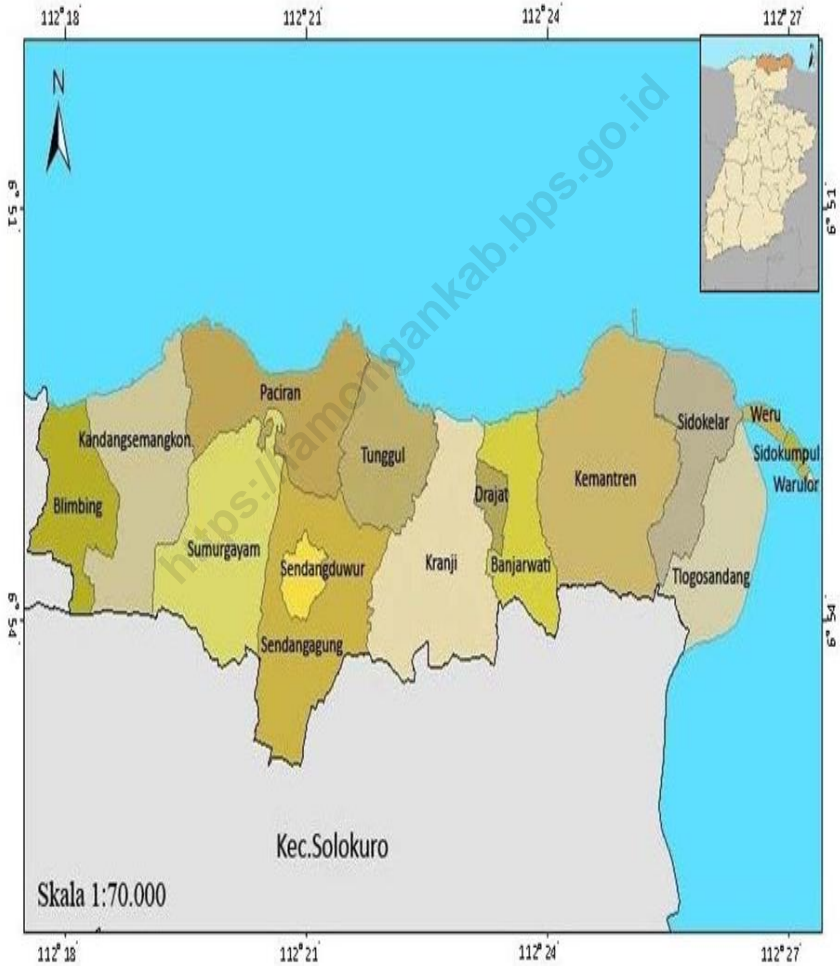 112° 18' 112° 21' 112° 24' 112° 27'
N
6° 51' 6° 51'
https://lamongankab.bps.go.id
Paciran
Kandangsemangkon
Weru
Sidokelar
Tunggul
Sidokumpul
Kemantren
Warulor
Drajat
Blimbing
Sumurgayam
Kranji
Banjarwati
Sendangduwur
Tlogosandang
6° 54' 6° 54'
Sendangagung
Kec.Solokuro
Skala 1:70.000
112° 18' 112° 21' 112° 24' 112° 27'